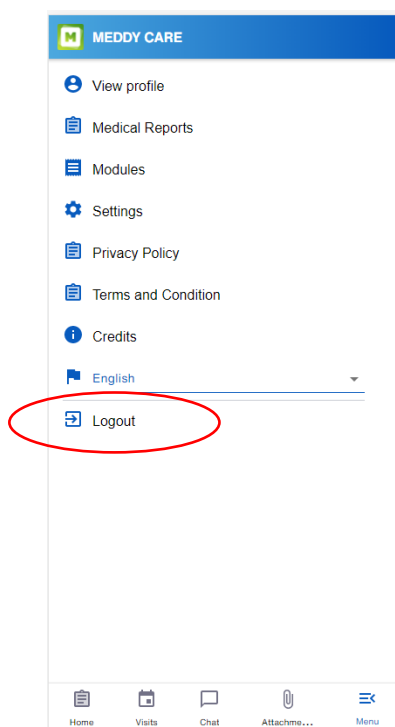 M
MEDDY CARE
View profile
Medical Reports
Modules
Settings
Privacy Policy
Terms and Condition
Credits
English
Logout
Home Visits Chat Attachme... Menu